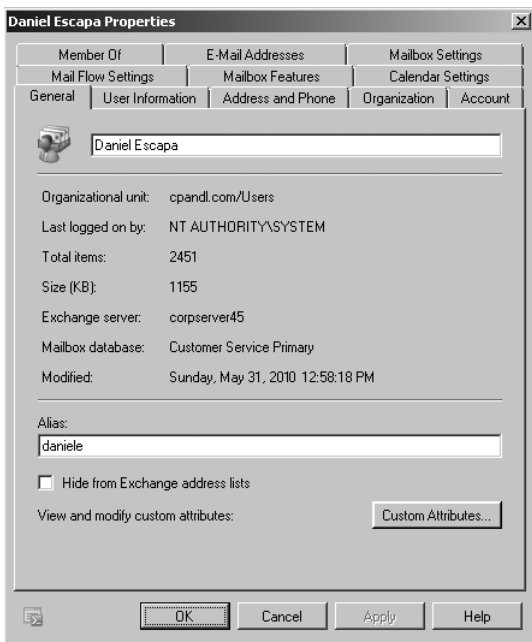 Daniel Escapa Properties
Member Of E-Mail Addresses Mailbox Settings
Mail Flow Settings Mailbox Features Calendar Settings
General User Information Address and Phone Organization Account
Daniel Escapa
Organizational unit: cpandl.com/Users
Last logged on by: NT AUTHORITY\SYSTEM
Total items: 2451
Size (KB): 1155
Exchange server: corpserver45
Mailbox database: Customer Service Primary
Modified: Sunday, May 31, 2010 12:58:18 PM
Alias:
daniele
Hide from Exchange address lists
View and modify custom attributes: Custom Attributes...
OK Cancel Apply Help